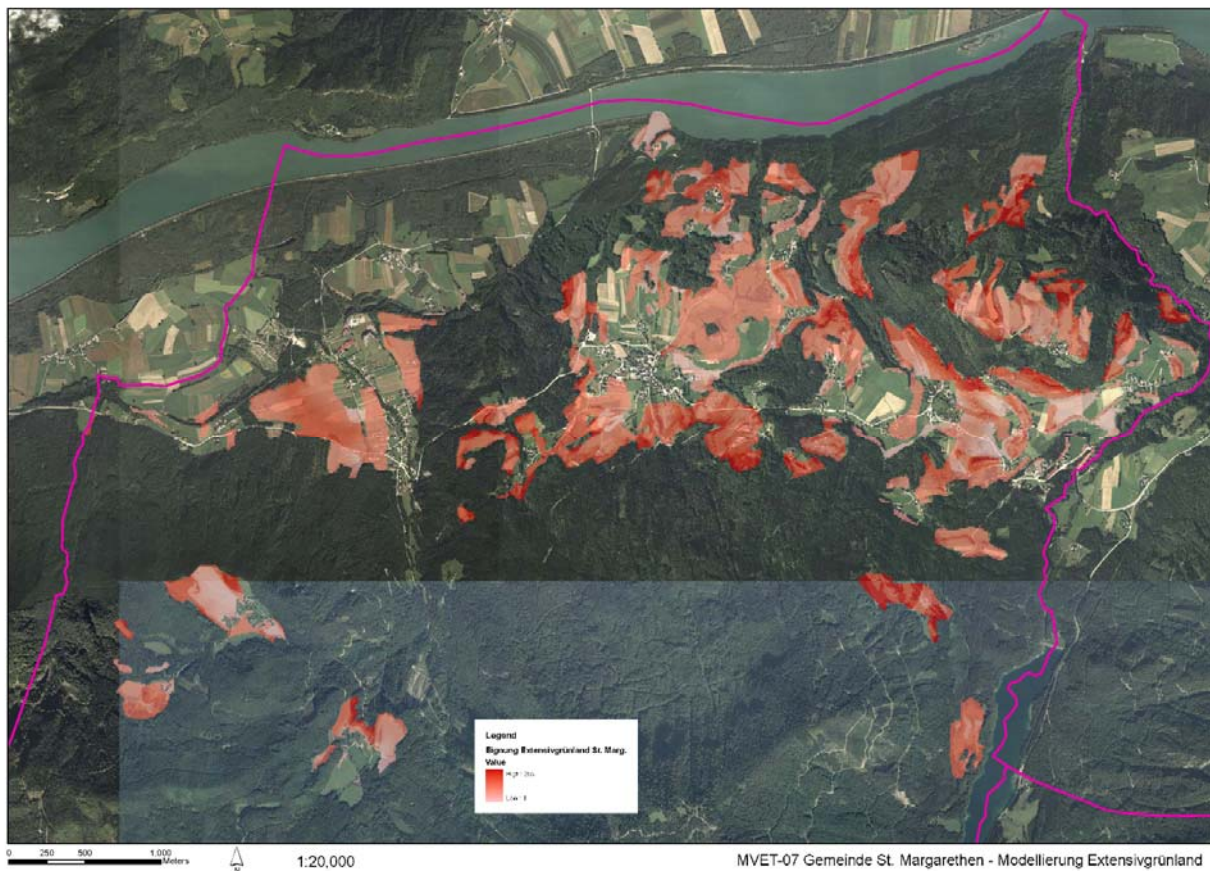 Legend
Eignung Extensivgrünland St. Marg.
Value
0 250 500 1,000
Meters
N
1:20,000
MVET-07 Gemeinde St. Margarethen - Modellierung Extensivgrünland